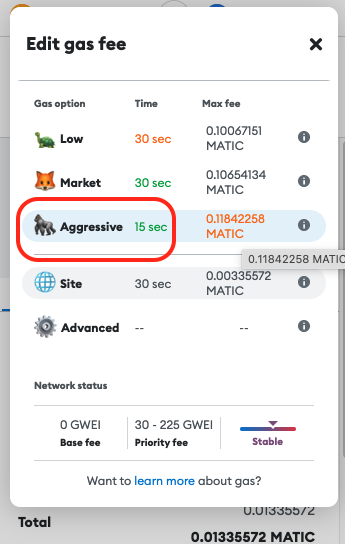 Edit gas fee
Gas option Time Max fee
Low 30 sec 0.10067151
MATIC
Market 30 sec 0.10654134
MATIC
Aggressive 15 sec 0.11842258
MATIC
0.11842258 MATIC
Site 30 sec 0.00335572
MATIC
Advanced -- --
Network status
0 GWEI 30 - 225 GWEI
Base fee Priority fee Stable
Want to learn more about gas?
0.01335572
Total
0.01335572 MATIC